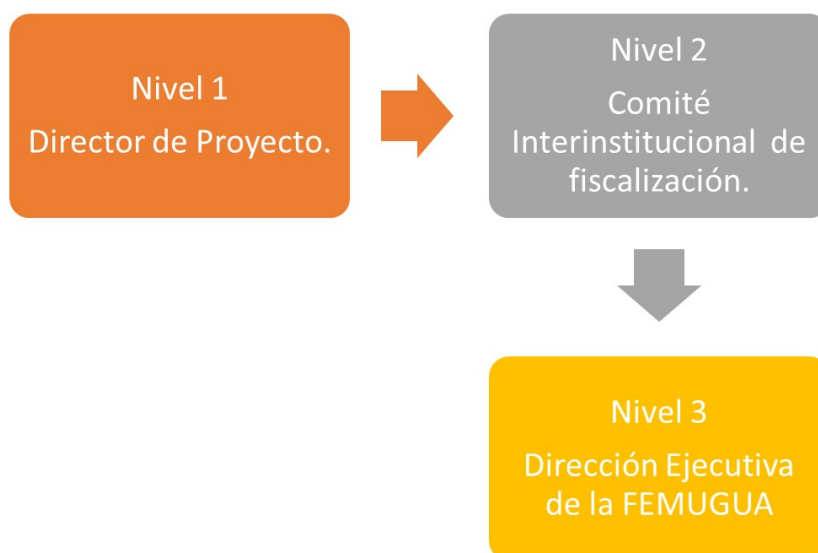 Nivel 1
Director de Proyecto.
Nivel 2
Comité
Interinstitucional de
fiscalización.
Nivel 3
Dirección Ejecutiva
de la FEMUGUA